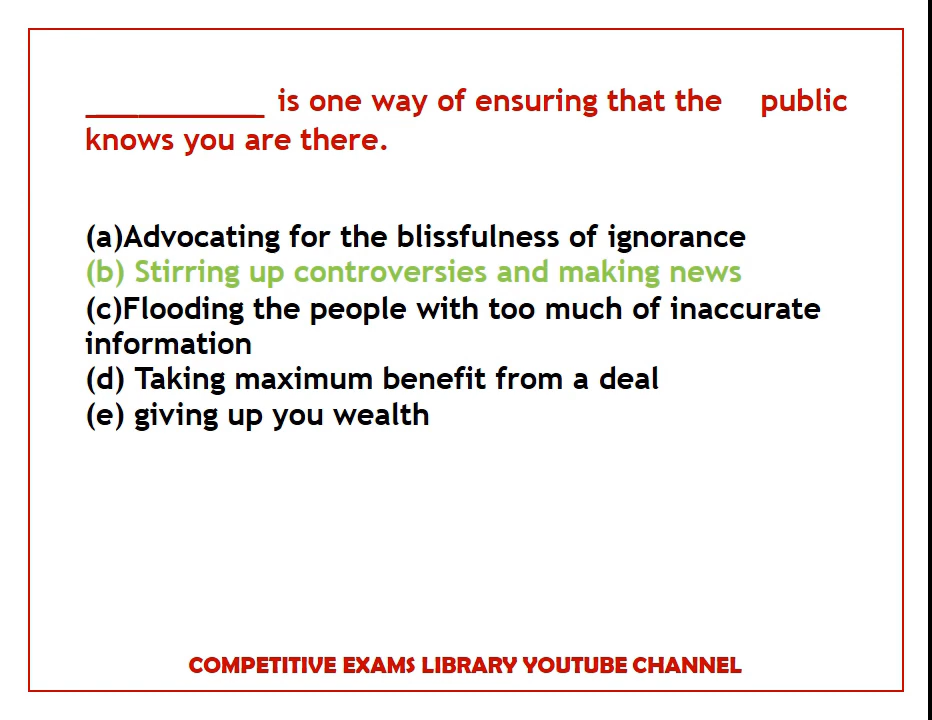 ___________ is one way of ensuring that the public
knows you are there.
(a)Advocating for the blissfulness of ignorance
(b) Stirring up controversies and making news
(c)Flooding the people with too much of inaccurate
information
(d) Taking maximum benefit from a deal
(e) giving up you wealth
COMPETITIVE EXAMS LIBRARY YOUTUBE CHANNEL